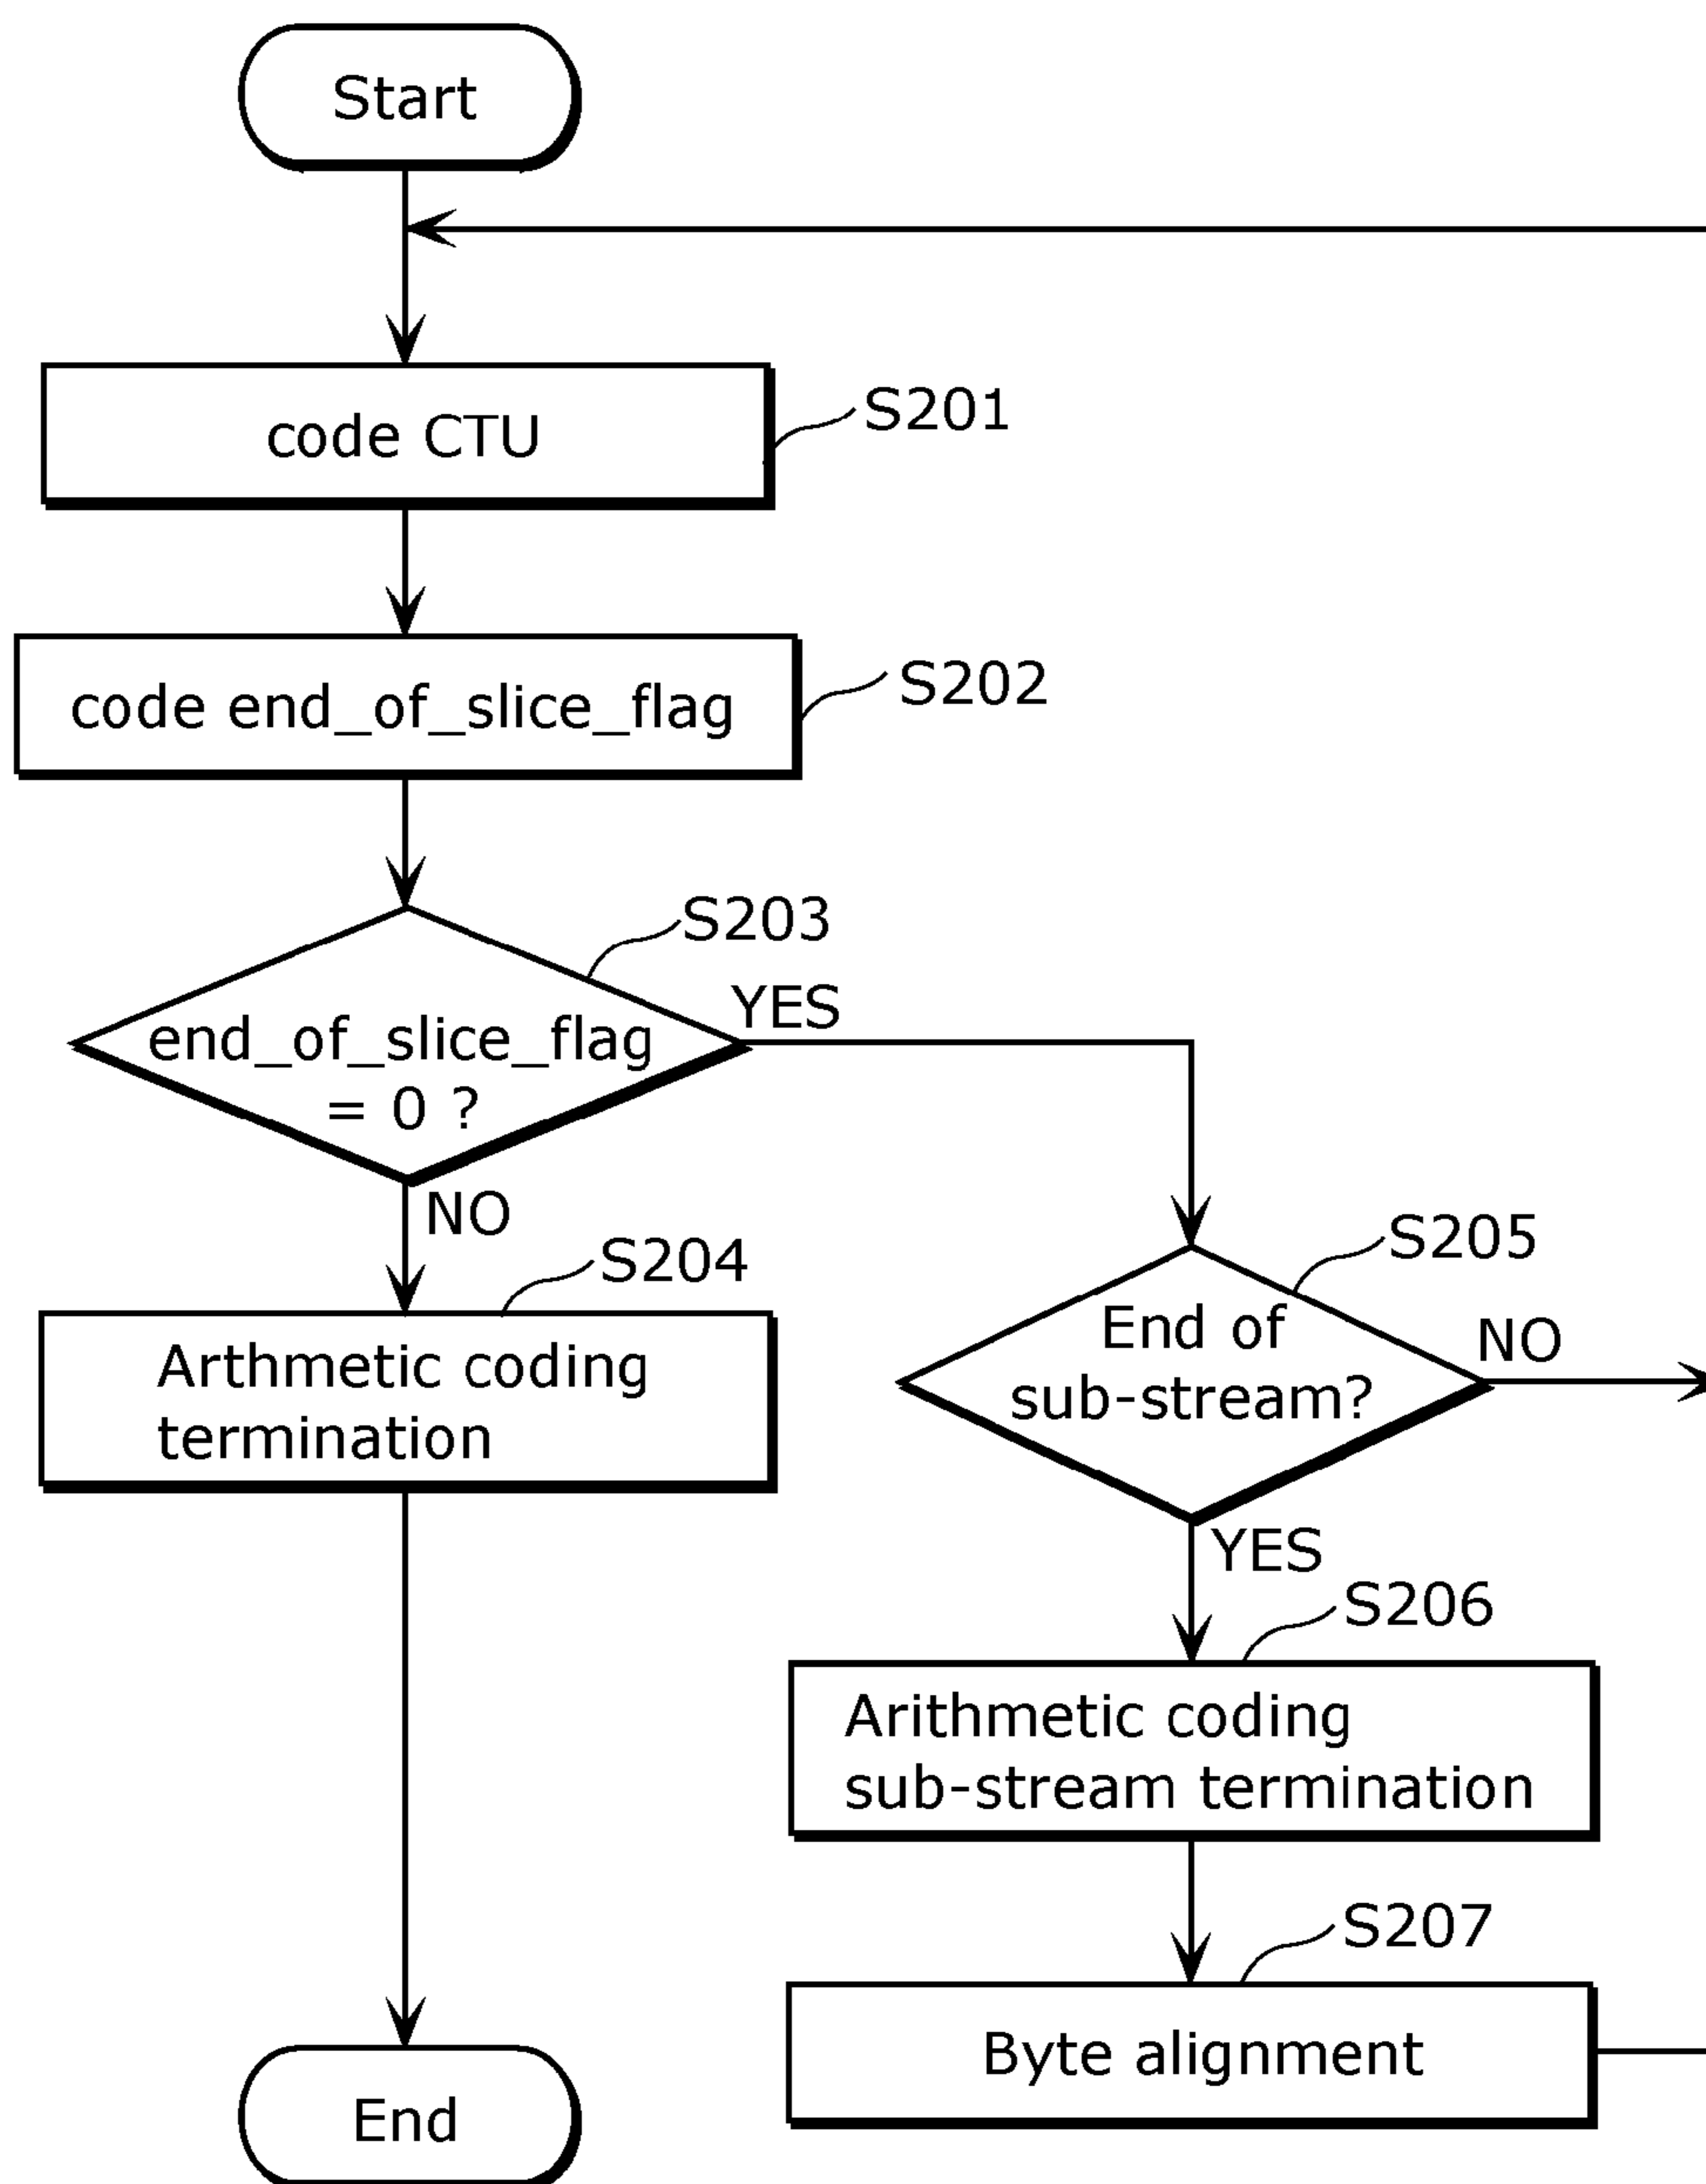 Start
code CTU
S201
code end_of_slice_flag
S202
S203
end_of_slice_flag
= 0 ?
YES
NO
S204
Arthmetic coding
termination
S205
End of
sub-stream?
NO
YES
S206
Arithmetic coding
sub-stream termination
S207
Byte alignment
End